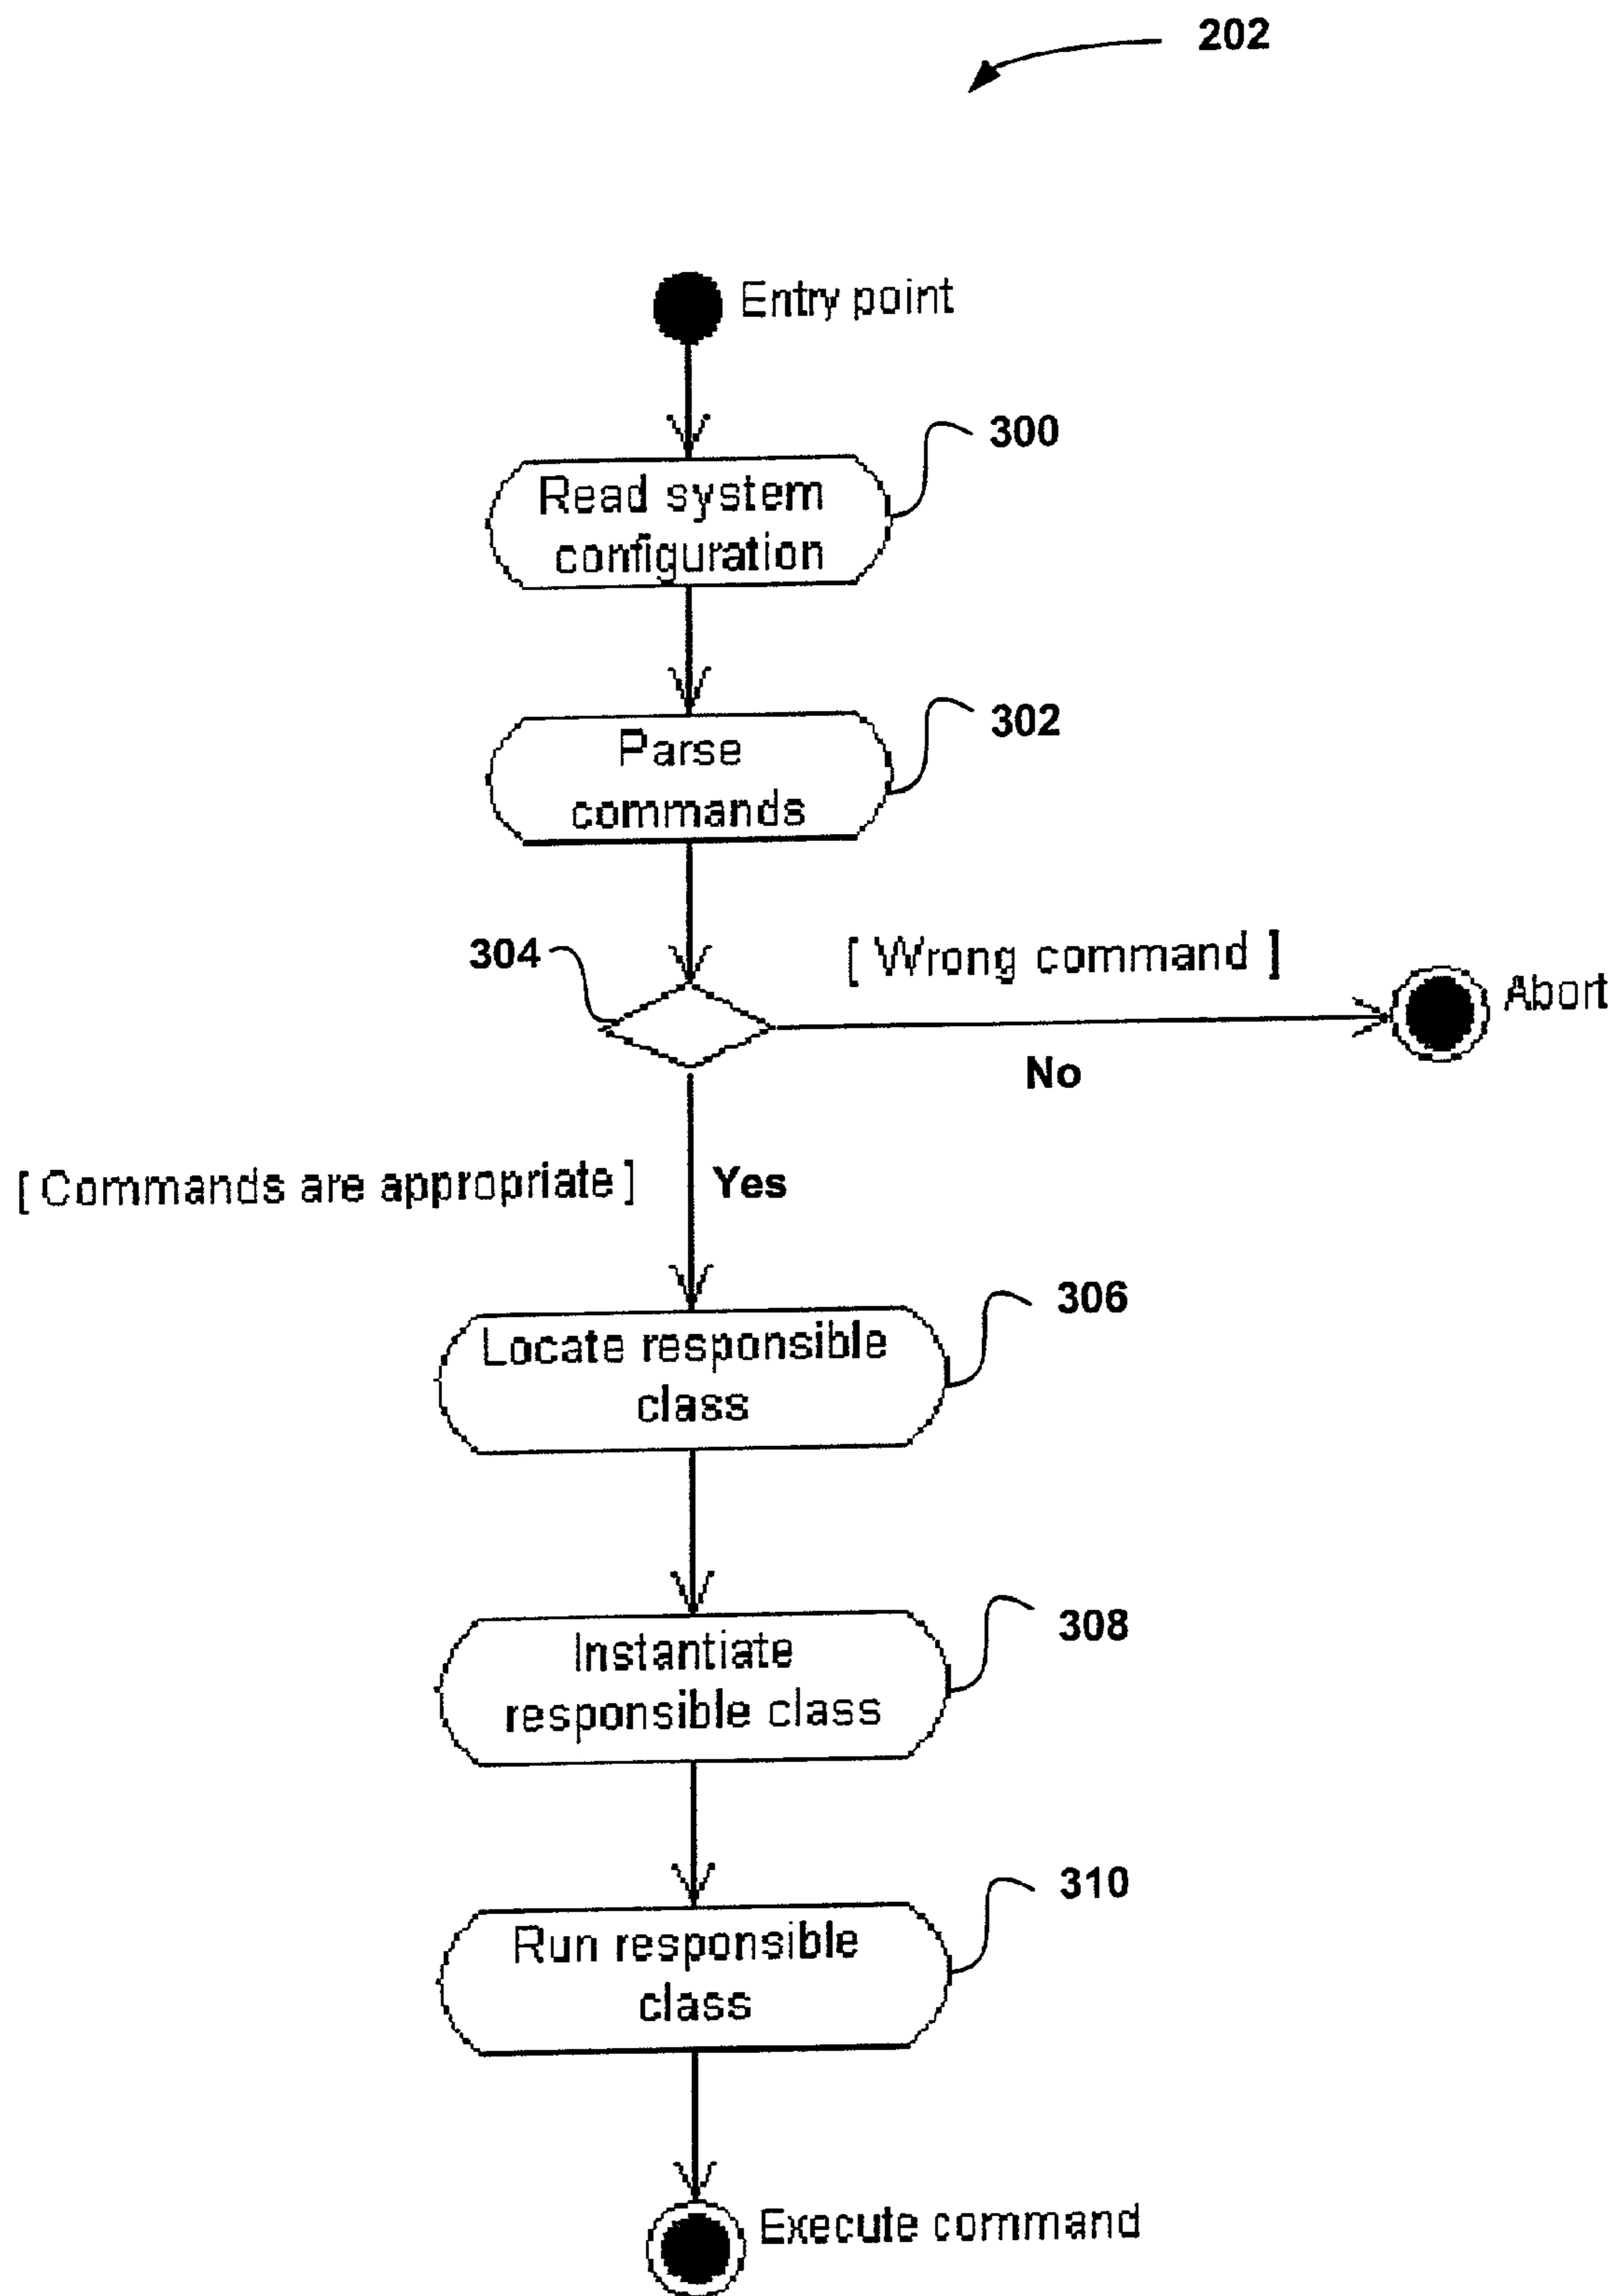 202
Entry point
300
Read system
configuration
302
Parse
commands
304
[ Wrong command ]
Abort
No
[ Commands are appropriate ]
Yes
306
Locate responsible
class
308
Instantiate
responsible class
310
Run responsible
class
Execute command